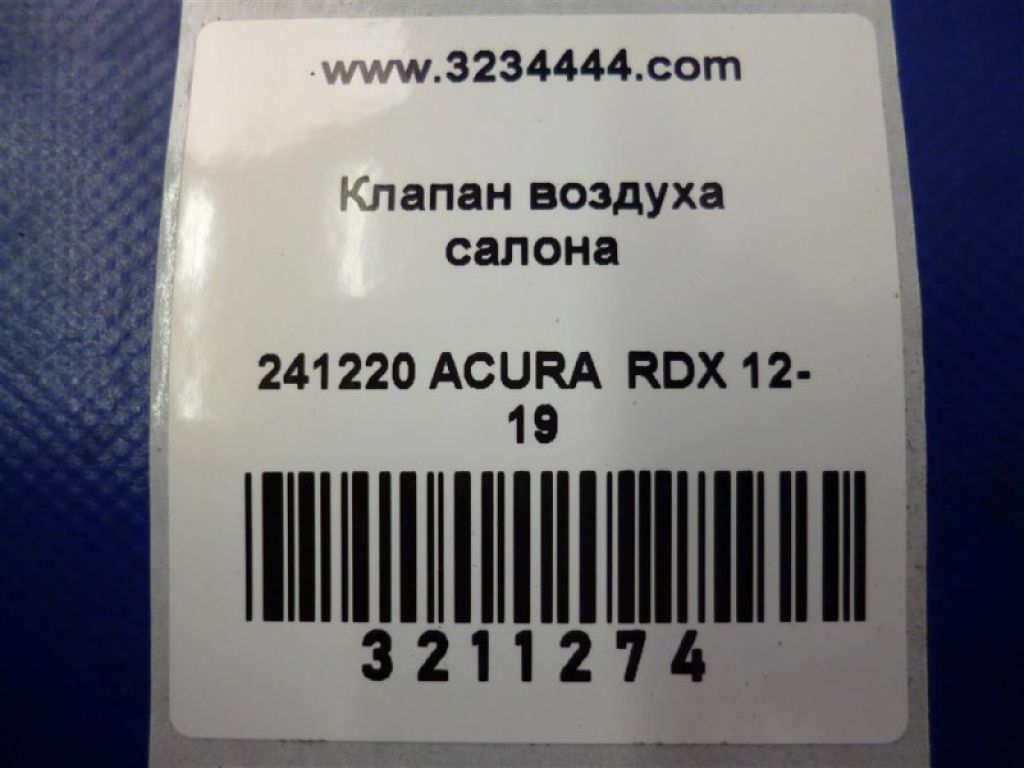 www.3234444.com
Клапан воздуха
салона
241220 ACURA RDX 12-
19
3211274